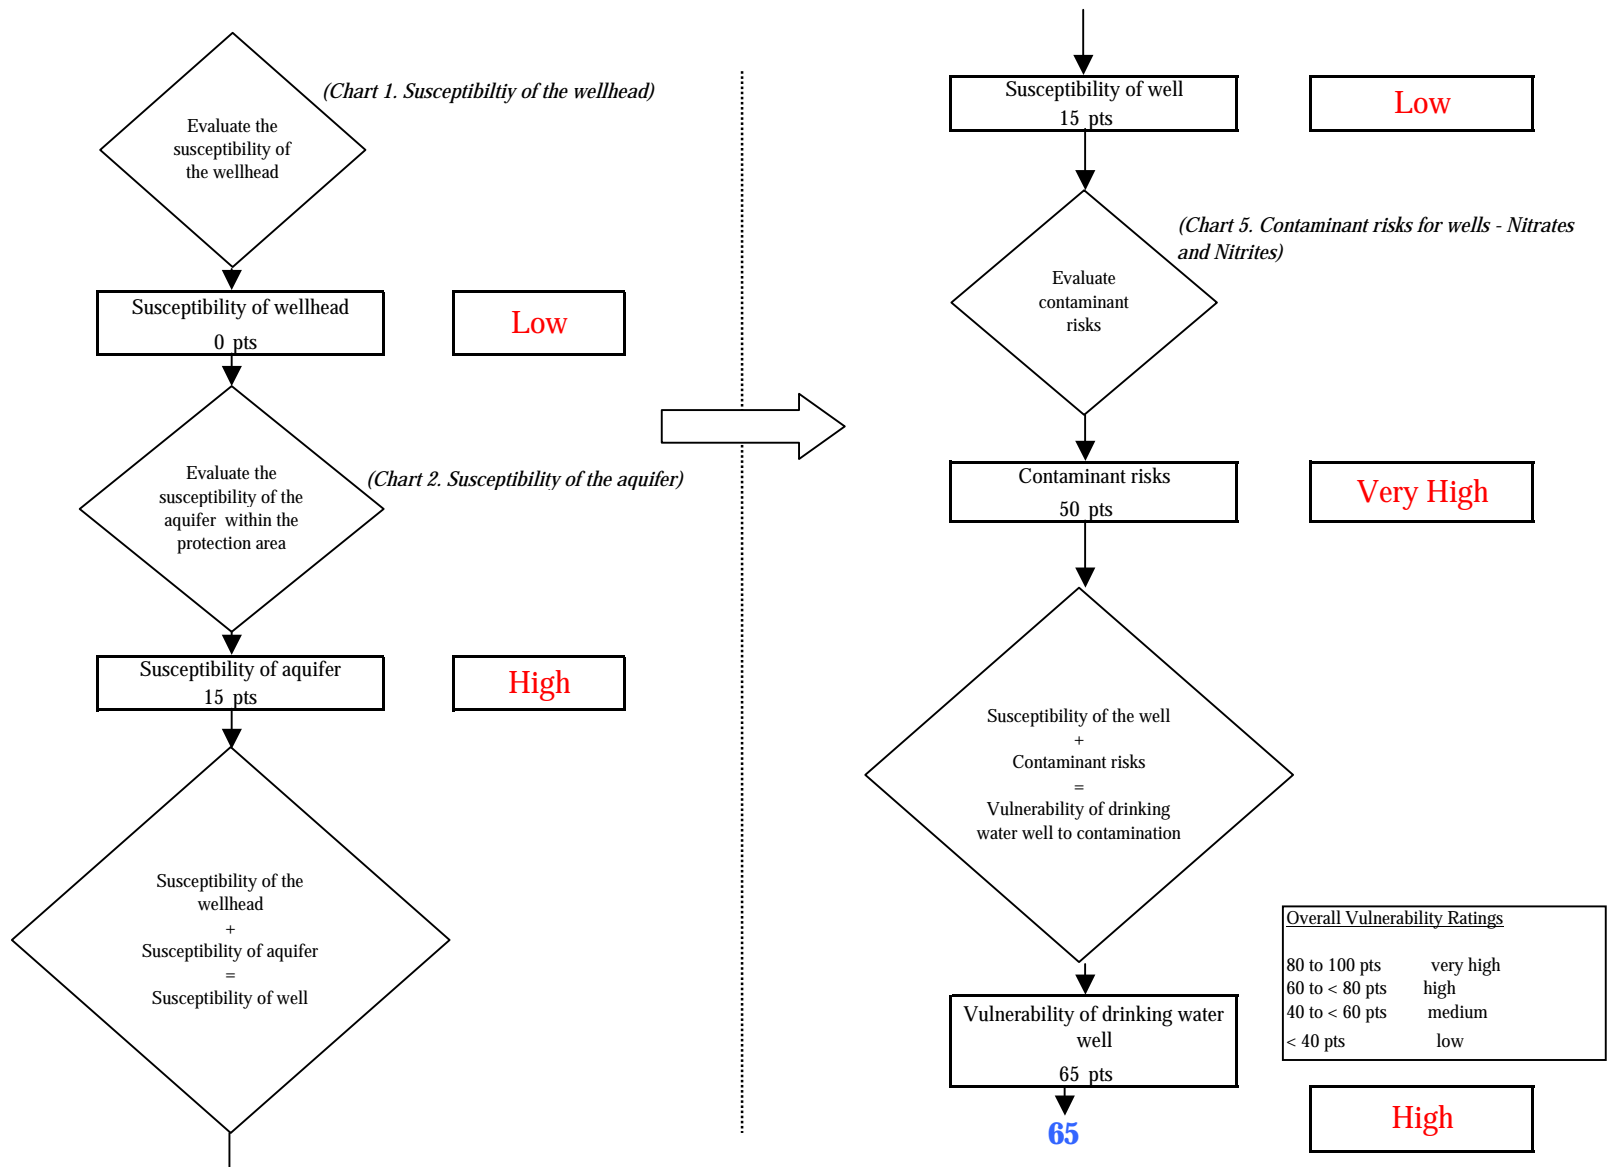 (Chart 1. Susceptibiltiy of the wellhead)
Evaluate the
susceptibility of
the wellhead
Susceptibility of wellhead
0 pts
Low
Evaluate the
susceptibility of the
aquifer within the
protection area
(Chart 2. Susceptibility of the aquifer)
Susceptibility of aquifer
15 pts
High
Susceptibility of the
wellhead
+
Susceptibility of aquifer
=
Susceptibility of well
Susceptibility of well
15 pts
Low
(Chart 5. Contaminant risks for wells - Nitrates
and Nitrites)
Evaluate
contaminant
risks
Contaminant risks
50 pts
Very High
Susceptibility of the well
+
Contaminant risks
=
Vulnerability of drinking
water well to contamination
Overall Vulnerability Ratings
80 to 100 pts very high
60 to < 80 pts high
40 to < 60 pts medium
< 40 pts low
Vulnerability of drinking water
well
65 pts
65
High